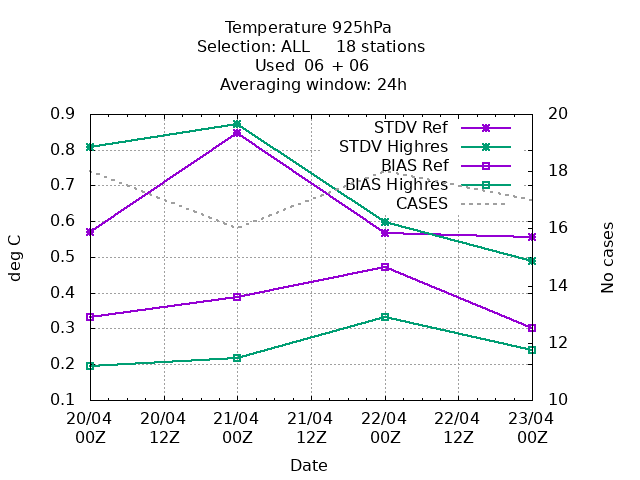 Temperature 925hPa
Selection: ALL     18 stations
Used  06 + 06
Averaging window: 24h
0.9
0.8
0.7
0.6
0.5
0.4
0.3
0.2
0.1
20
18
16
14
12
10
STDV Ref
STDV Highres
BIAS Ref
BIAS Highres
CASES
deg C
No cases
20/04 20/04 21/04 21/04 22/04 22/04 23/04
00Z 12Z 00Z 12Z 00Z 12Z 00Z
Date